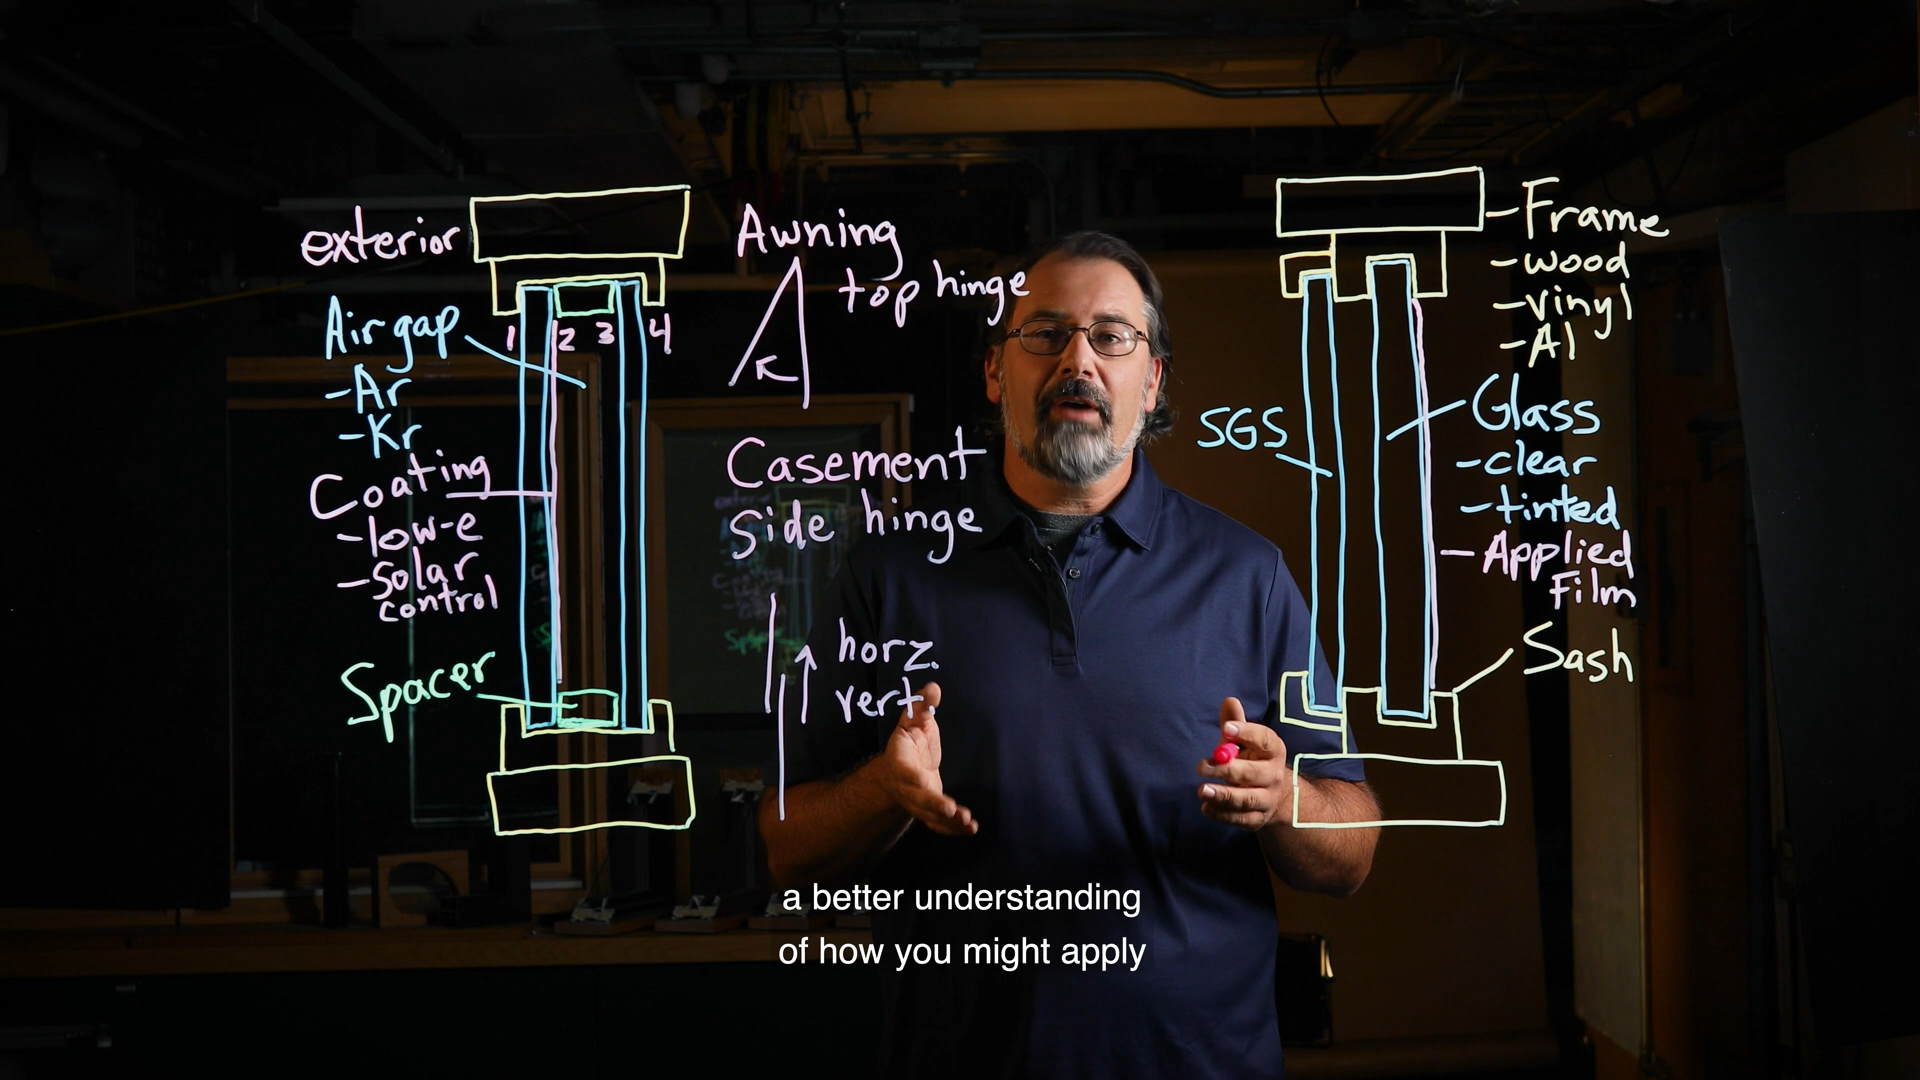 exterior
Airgap
-Ar
-Kr
Coating
-low-e
-Solar
control
Spacer
1 2 3 4
Awning
top hinge
Casement
Side hinge
horz.
vert.
SGS
-Frame
-wood
-vinyl
-Al
Glass
-clear
-tinted
-Applied
Film
Sash
a better understanding
of how you might apply